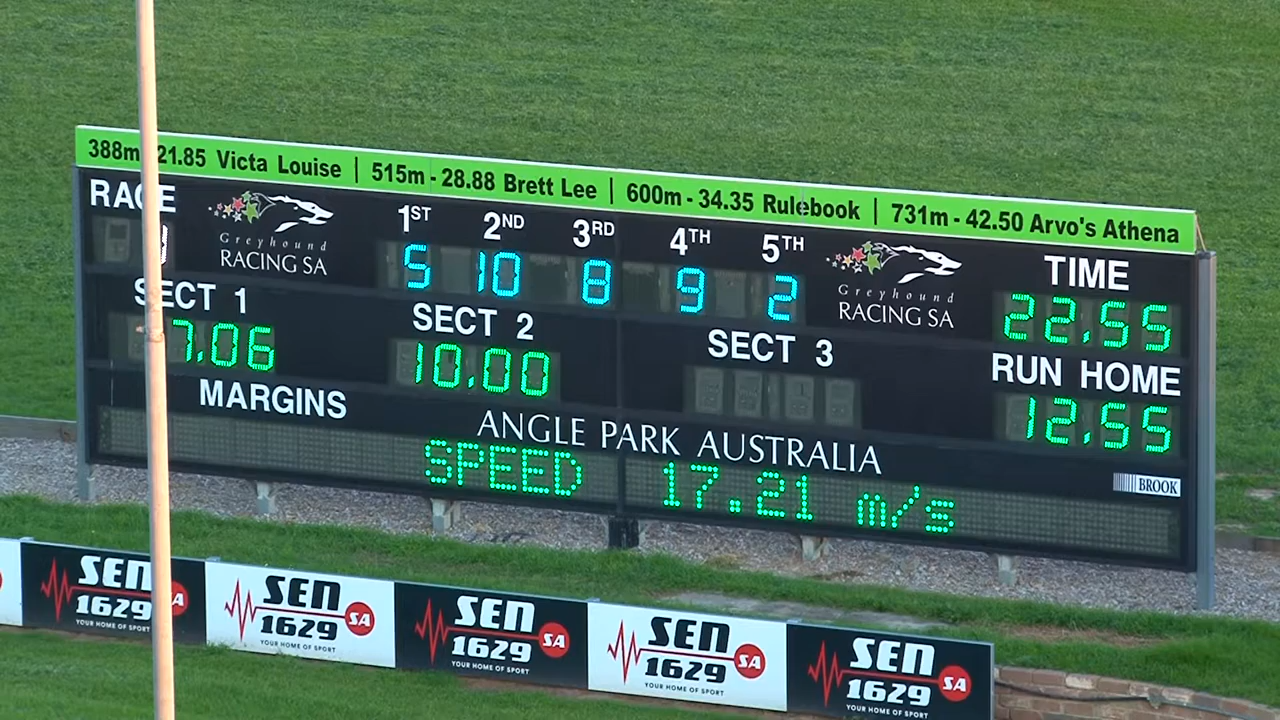 388m 21.85 Victa Louise | 515m - 28.88 Brett Lee | 600m - 34.35 Rulebook | 731m - 42.50 Arvo's Athena
RACE
Greyhound
RACING SA
1ST 2ND 3RD 4TH 5TH
5 10 8 9 2
Greyhound
RACING SA
TIME
22.55
SECT 1
7.06
SECT 2
10.00
SECT 3
RUN HOME
12.55
MARGINS
ANGLE PARK AUSTRALIA
SPEED 17.21 m/s
BROOK
SEN
1629 SA
YOUR HOME OF SPORT
SEN
1629 SA
YOUR HOME OF SPORT
SEN
1629 SA
YOUR HOME OF SPORT
SEN
1629 SA
YOUR HOME OF SPORT
SEN
1629 SA
YOUR HOME OF SPORT